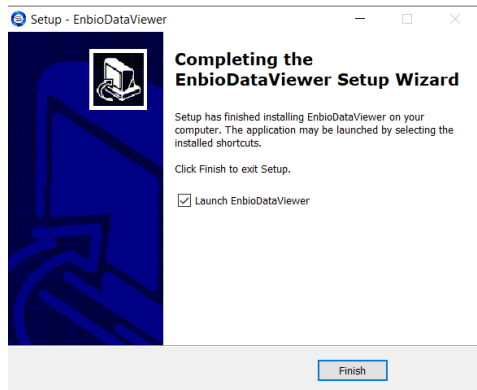 Setup - EnbioDataViewer
Completing the
EnbioDataViewer Setup Wizard
Setup has finished installing EnbioDataViewer on your
computer. The application may be launched by selecting the
installed shortcuts.
Click Finish to exit Setup.
Launch EnbioDataViewer
Finish